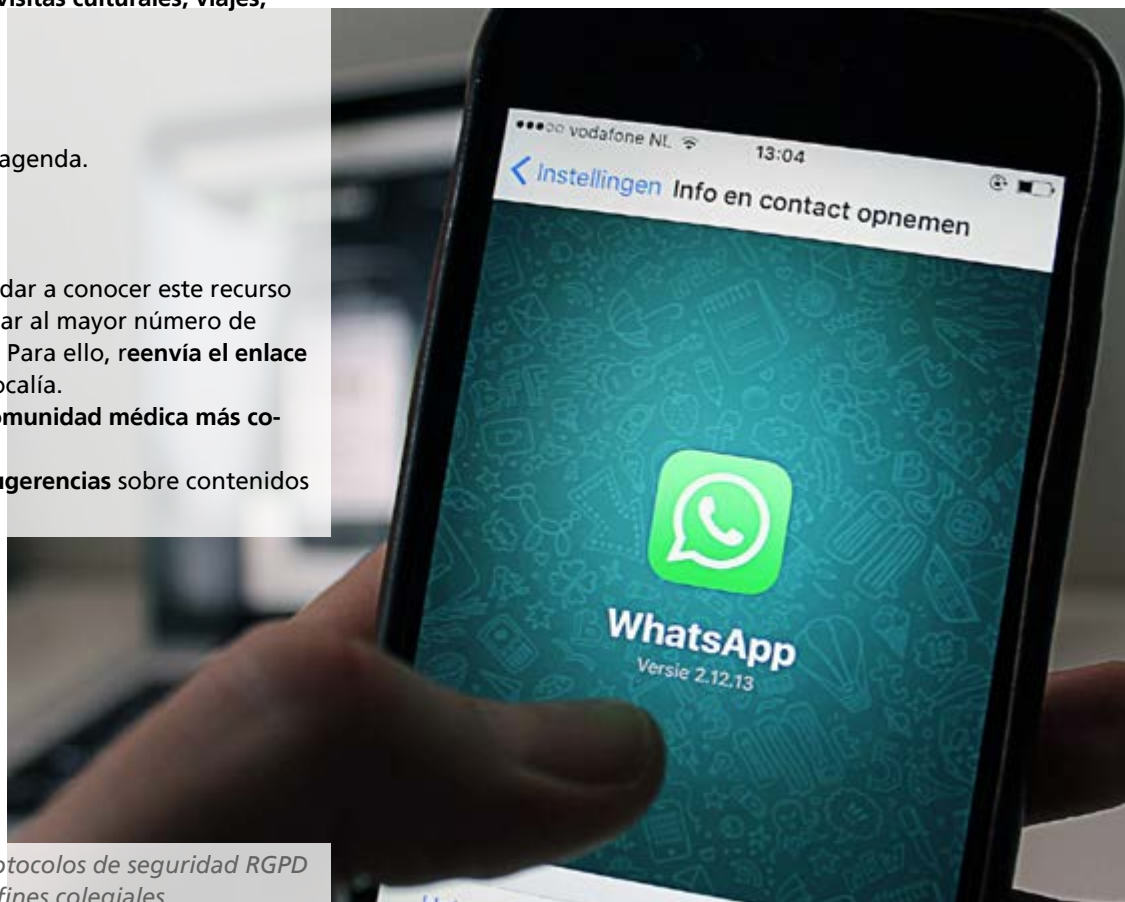 visitas culturales, viajes,
agenda.
dar a conocer este recurso
ar al mayor número de
Para ello, reenvía el enlace
ocalía.
omunidad médica más co-
ugerencias sobre contenidos
otocolos de seguridad RGPD
fines colegiales
vodafone NL
13:04
Instellingen Info en contact opnemen
BFF
WhatsApp
Versie 2.12.13